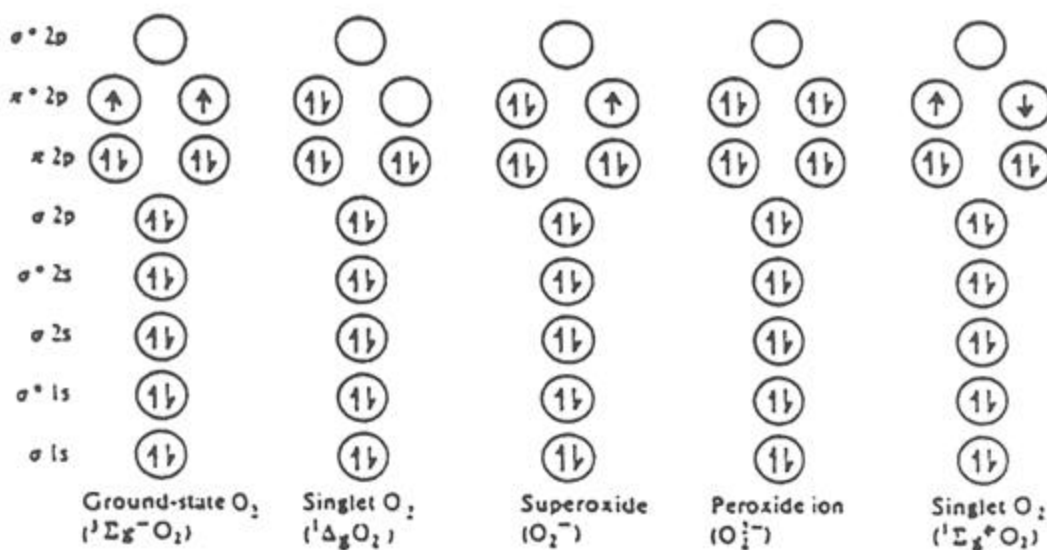 σ* 2p
π* 2p
π 2p
σ 2p
σ* 2s
σ 2s
σ* 1s
σ 1s
Ground-state O₂
(³Σg⁻O₂)
Singlet O₂
(¹ΔgO₂)
Superoxide
(O₂⁻)
Peroxide ion
(O₂²⁻)
Singlet O₂
(¹Σg⁺O₂)